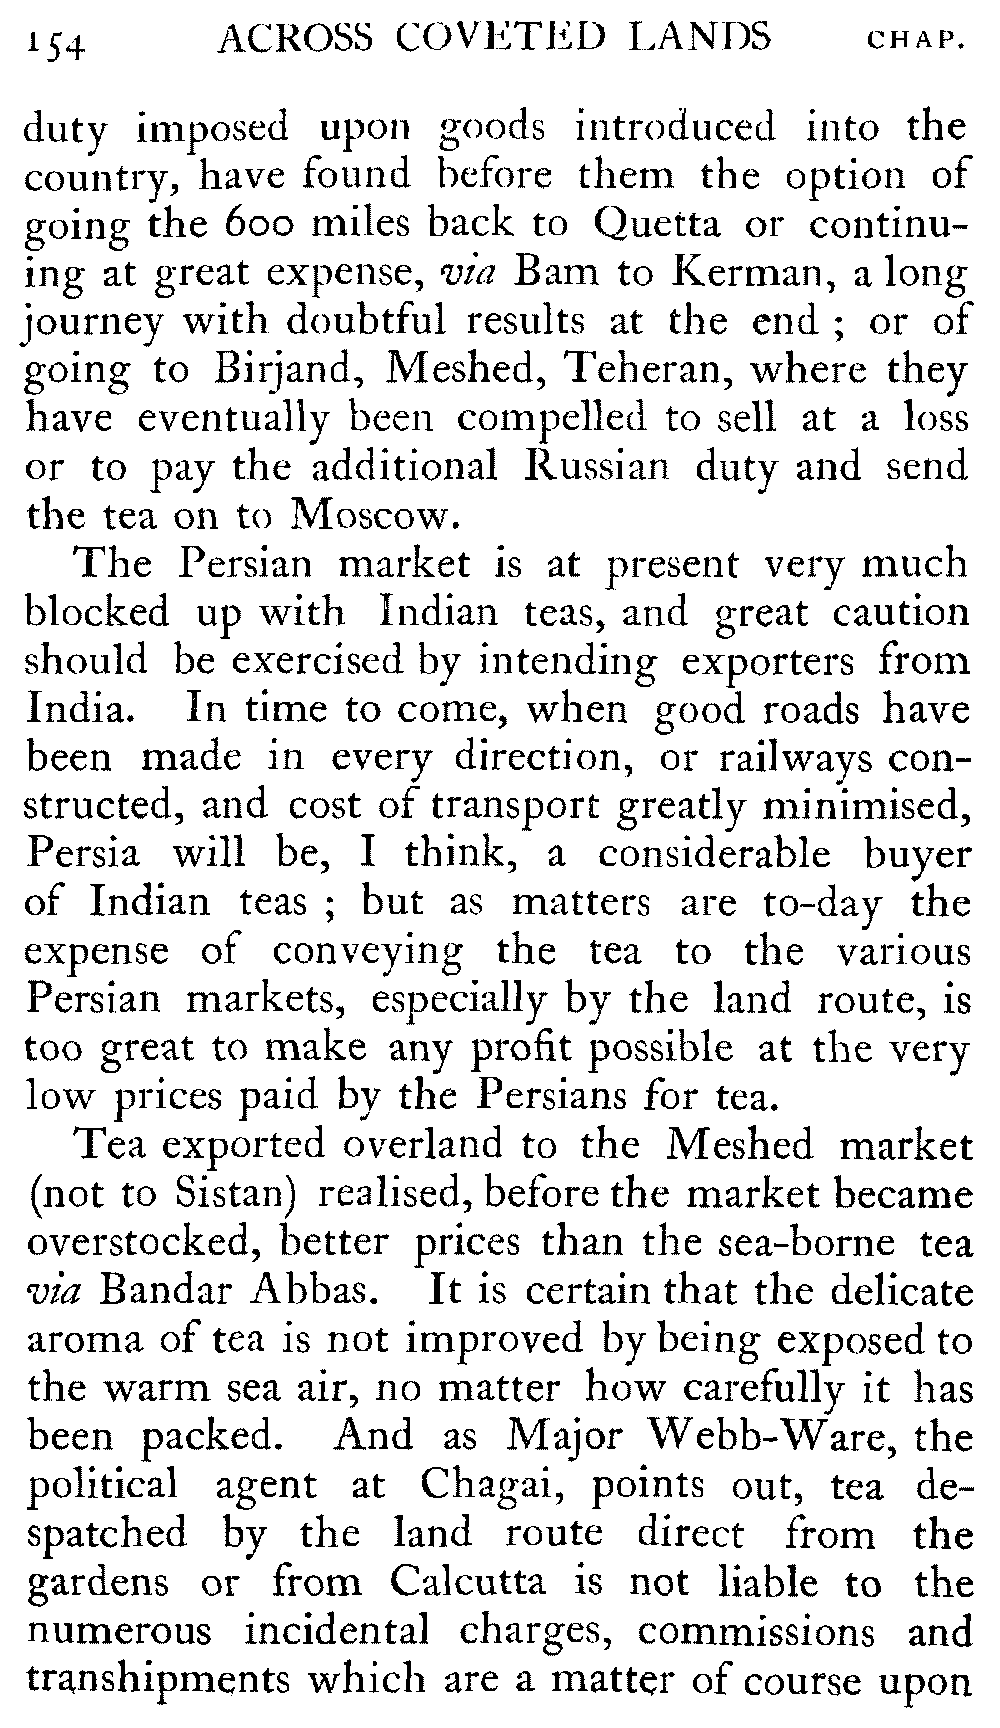 154 ACROSS COVETED LANDS CHAP.
duty imposed upon goods introduced into the
country, have found before them the option of
going the 600 miles back to Quetta or continu-
ing at great expense, via Bam to Kerman, a long
journey with doubtful results at the end ; or of
going to Birjand, Meshed, Teheran, where they
have eventually been compelled to sell at a loss
or to pay the additional Russian duty and send
the tea on to Moscow.
The Persian market is at present very much
blocked up with Indian teas, and great caution
should be exercised by intending exporters from
India. In time to come, when good roads have
been made in every direction, or railways con-
structed, and cost of transport greatly minimised,
Persia will be, I think, a considerable buyer
of Indian teas ; but as matters are to-day the
expense of conveying the tea to the various
Persian markets, especially by the land route, is
too great to make any profit possible at the very
low prices paid by the Persians for tea.
Tea exported overland to the Meshed market
(not to Sistan) realised, before the market became
overstocked, better prices than the sea-borne tea
via Bandar Abbas. It is certain that the delicate
aroma of tea is not improved by being exposed to
the warm sea air, no matter how carefully it has
been packed. And as Major Webb-Ware, the
political agent at Chagai, points out, tea de-
spatched by the land route direct from the
gardens or from Calcutta is not liable to the
numerous incidental charges, commissions and
transhipments which are a matter of course upon